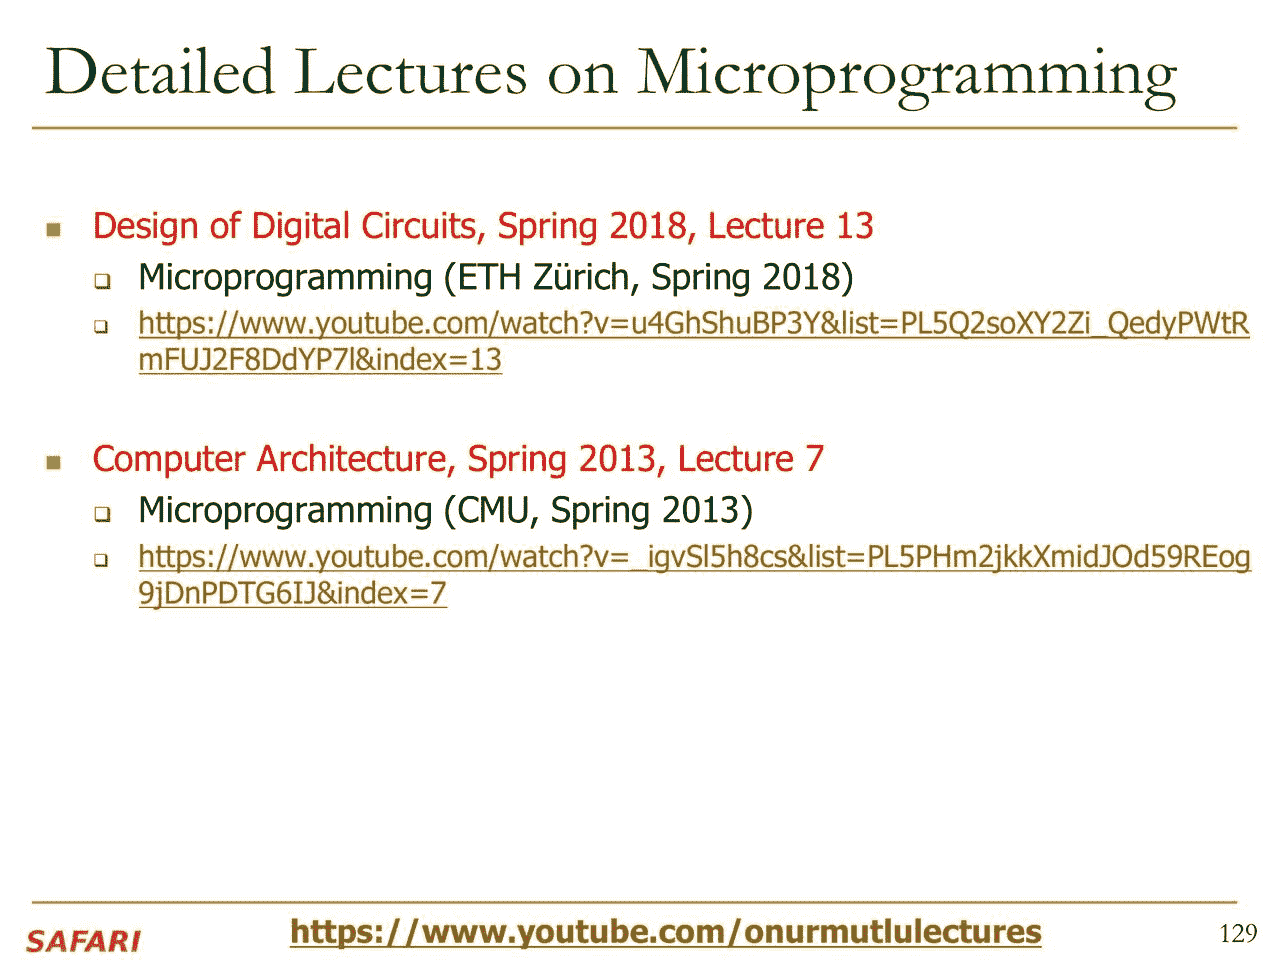 Detailed Lectures on Microprogramming
Design of Digital Circuits, Spring 2018, Lecture 13
Microprogramming (ETH Zürich, Spring 2018)
https://www.youtube.com/watch?v=u4GhShuBP3Y&list=PL5Q2soXY2Zi_QedyPWtR
mFUJ2F8DdYP7l&index=13
Computer Architecture, Spring 2013, Lecture 7
Microprogramming (CMU, Spring 2013)
https://www.youtube.com/watch?v=_igvSl5h8cs&list=PL5PHm2jkkXmidJOd59REog
9jDnPDTG6IJ&index=7
SAFARI
https://www.youtube.com/onurmutlulectures
129